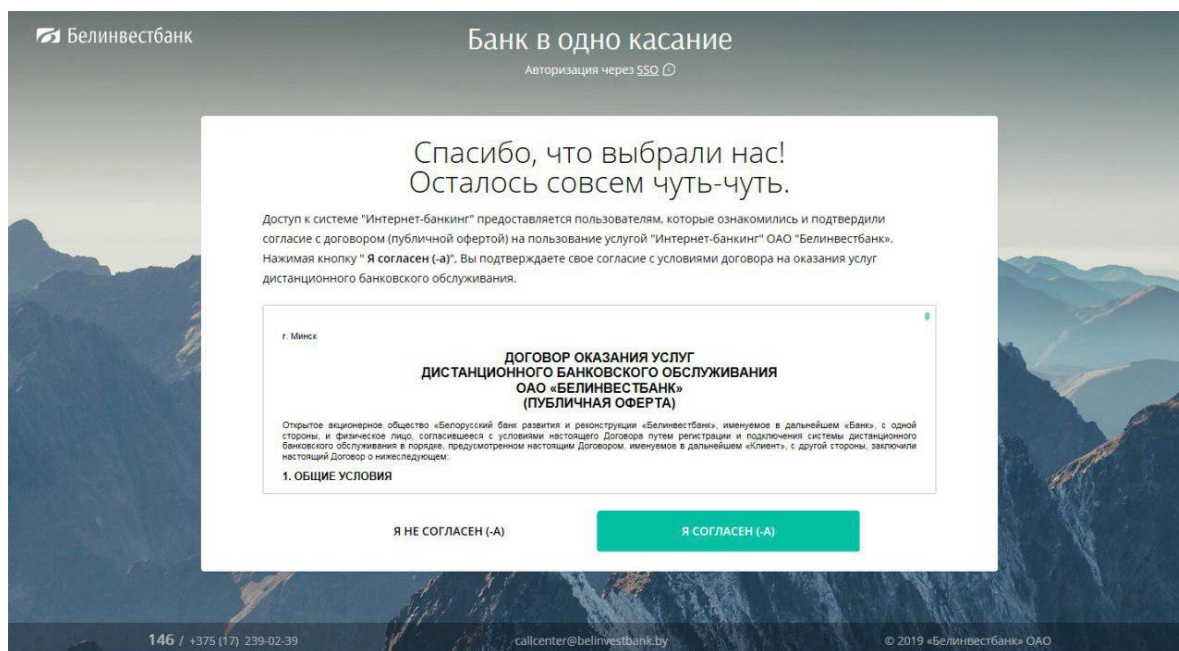 Белинвестбанк
Банк в одно касание
Авторизация через SSO
Спасибо, что выбрали нас!
Осталось совсем чуть-чуть.
Доступ к системе "Интернет-банкинг" предоставляется пользователям, которые ознакомились и подтвердили
согласие с договором (публичной офертой) на пользование услугой "Интернет-банкинг" ОАО "Белинвестбанк».
Нажимая кнопку " Я согласен (-а)", Вы подтверждаете свое согласие с условиями договора на оказания услуг
дистанционного банковского обслуживания.
г. Минск
ДОГОВОР ОКАЗАНИЯ УСЛУГ
ДИСТАНЦИОННОГО БАНКОВСКОГО ОБСЛУЖИВАНИЯ
ОАО «БЕЛИНВЕСТБАНК»
(ПУБЛИЧНАЯ ОФЕРТА)
Открытое акционерное общество «Белорусский банк развития и реконструкции «Белинвестбанк», именуемое в дальнейшем «Банк», с одной
стороны, и физическое лицо, согласившееся с условиями настоящего Договора путем регистрации и подключения системы дистанционного
банковского обслуживания в порядке, предусмотренном настоящим Договором, именуемое в дальнейшем «Клиент», с другой стороны, заключили
настоящий Договор о нижеследующем:
1. ОБЩИЕ УСЛОВИЯ
Я НЕ СОГЛАСЕН (-А)
Я СОГЛАСЕН (-А)
146 / +375 (17) 239-02-39
callcenter@belinvestbank.by
© 2019 «Белинвестбанк» ОАО